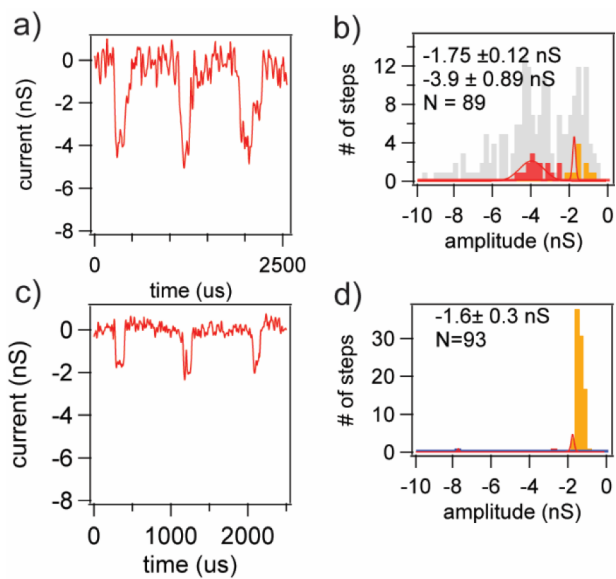 a)
current (nS)
0
-2
-4
-6
-8
0
2500
time (us)
b)
# of steps
12
8
4
0
-1.75 ±0.12 nS
-3.9 ± 0.89 nS
N = 89
-10
-8
-6
-4
-2
0
amplitude (nS)
c)
current (nS)
0
-2
-4
-6
-8
0
1000
2000
time (us)
d)
# of steps
30
20
10
0
-1.6± 0.3 nS
N=93
-10
-8
-6
-4
-2
0
amplitude (nS)